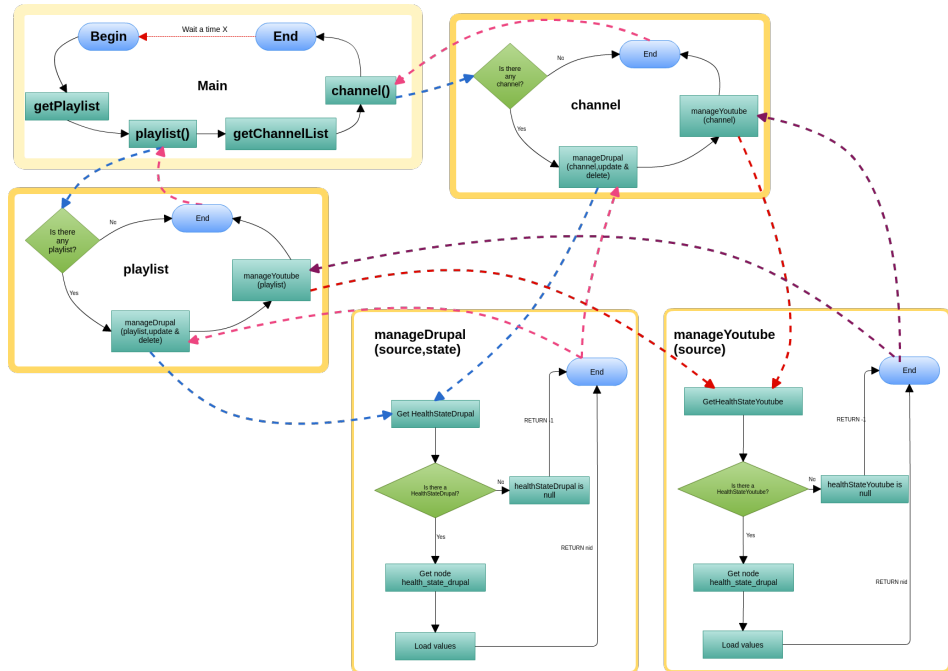 Begin
Wait a time X
End
Main
getPlaylist
playlist()
getChannelList
channel()
Is there
any
channel?
No
End
channel
Yes
manageYoutube
(channel)
manageDrupal
(channel,update &
delete)
Is there
any
playlist?
No
End
playlist
Yes
manageYoutube
(playlist)
manageDrupal
(playlist,update &
delete)
manageDrupal
(source,state)
End
Get HealthStateDrupal
RETURN -1
Is there a
HealthStateDrupal?
No
healthStateDrupal is
null
Yes
RETURN nid
Get node
health_state_drupal
Load values
manageYoutube
(source)
End
GetHealthStateYoutube
RETURN -1
Is there a
HealthStateYoutube?
No
healthStateYoutube is
null
Yes
RETURN nid
Get node
health_state_drupal
Load values